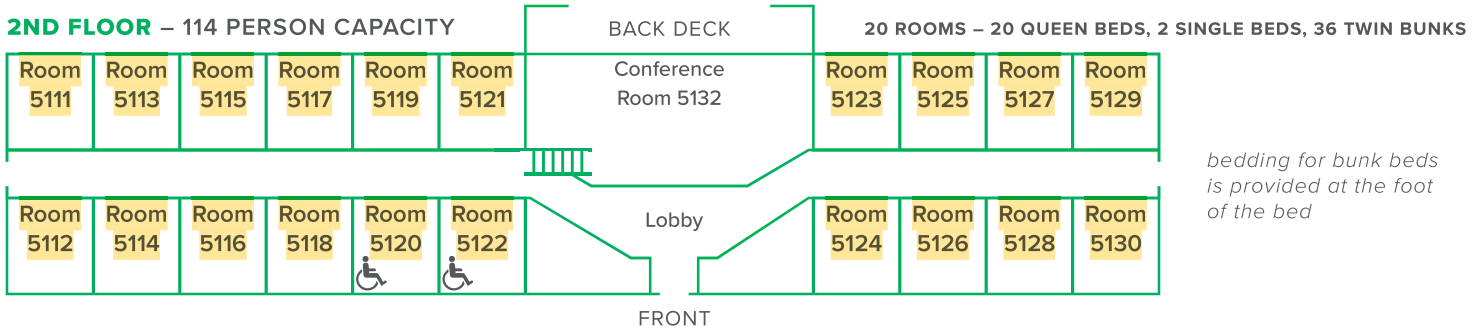 2ND FLOOR – 114 PERSON CAPACITY
BACK DECK
20 ROOMS – 20 QUEEN BEDS, 2 SINGLE BEDS, 36 TWIN BUNKS
Room Room Room Room Room Room Conference Room Room Room Room
5111 5113 5115 5117 5119 5121 Room 5132 5123 5125 5127 5129
bedding for bunk beds
is provided at the foot
of the bed
Room Room Room Room Room Room Lobby Room Room Room Room
5112 5114 5116 5118 5120 5122 5124 5126 5128 5130
FRONT